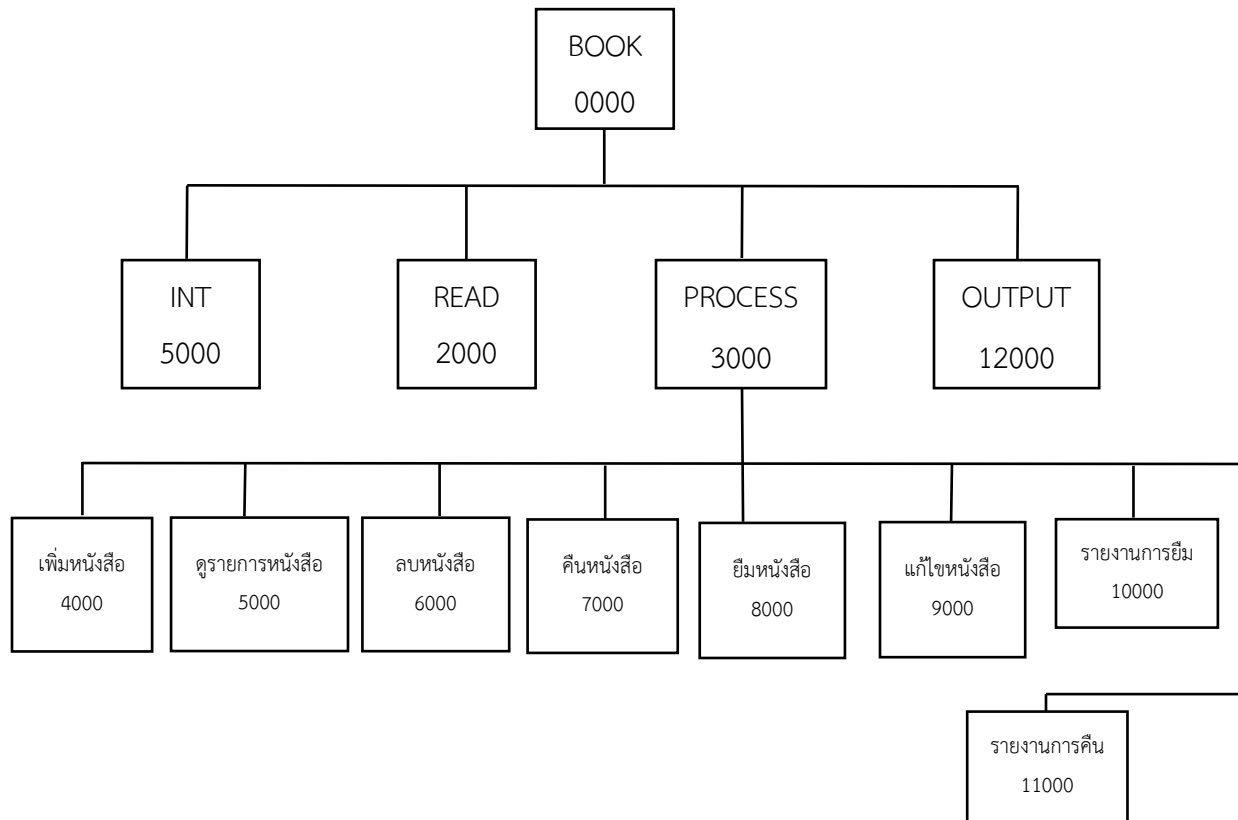 BOOK
0000
INT
5000
READ
2000
PROCESS
3000
OUTPUT
12000
เพิ่มหนังสือ
4000
ดูรายการหนังสือ
5000
ลบหนังสือ
6000
คืนหนังสือ
7000
ยืมหนังสือ
8000
แก้ไขหนังสือ
9000
รายงานการยืม
10000
รายงานการคืน
11000